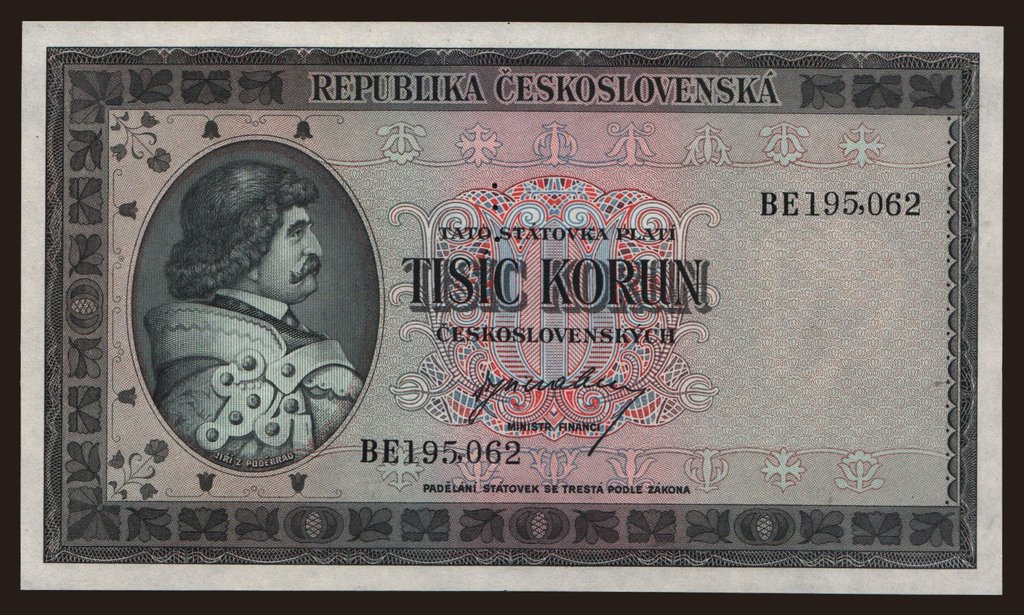 REPUBLIKA ČESKOSLOVENSKÁ
BE195,062
TATO STÁTOVKA PLATÍ
TISÍC KORUN
ČESKOSLOVENSKÝCH
MINISTR FINANCÍ
BE195,062
JIŘÍ Z PODĚBRAD
PADĚLÁNÍ STÁTOVEK SE TRESTÁ PODLE ZÁKONA